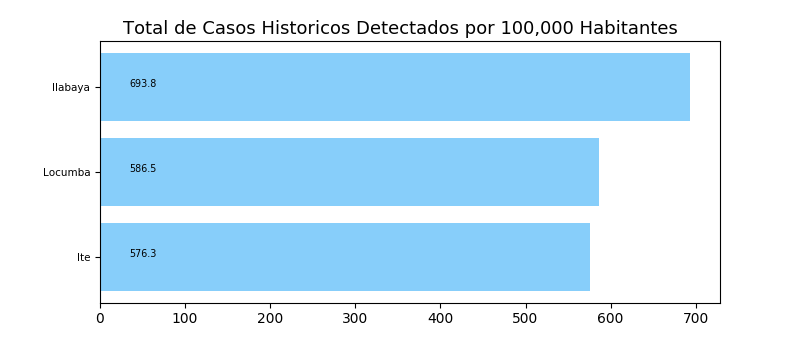 Total de Casos Historicos Detectados por 100,000 Habitantes
Ilabaya
693.8
Locumba
586.5
Ite
576.3
0 100 200 300 400 500 600 700